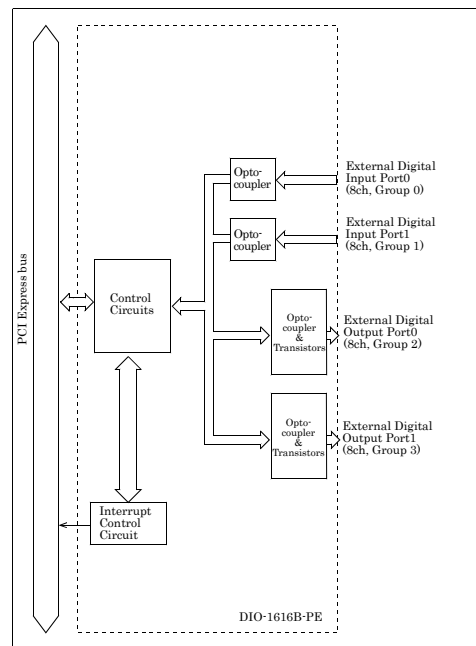 PCI Express bus
Opto-
coupler
External Digital
Input Port0
(8ch, Group 0)
Opto-
coupler
External Digital
Input Port1
(8ch, Group 1)
Control
Circuits
Opto-
coupler
&
Transistors
External Digital
Output Port0
(8ch, Group 2)
Opto-
coupler
&
Transistors
External Digital
Output Port1
(8ch, Group 3)
Interrupt
Control
Circuit
DIO-1616B-PE